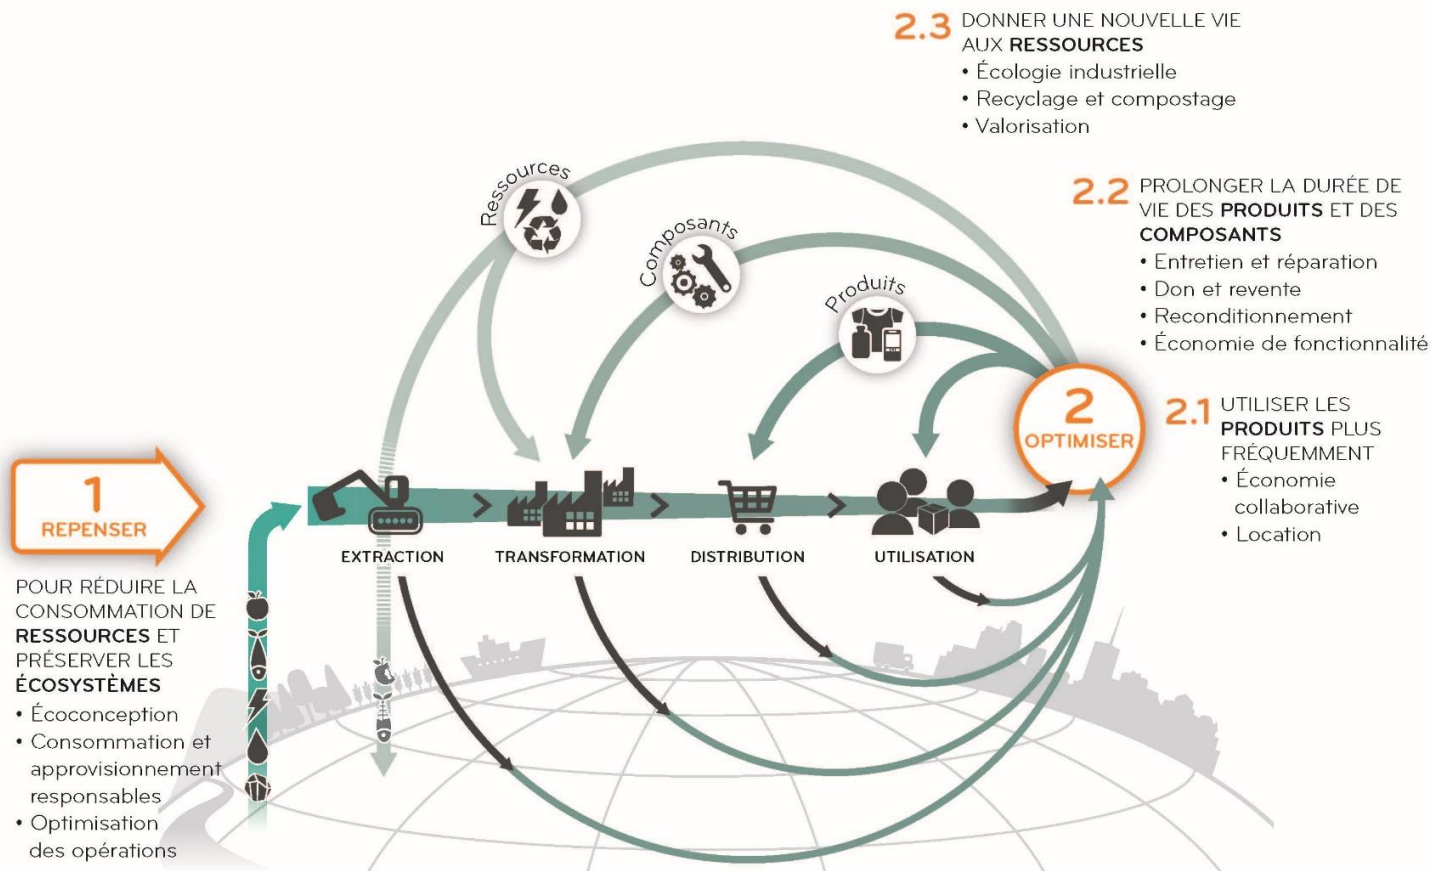 2.3 DONNER UNE NOUVELLE VIE
AUX RESSOURCES
• Écologie industrielle
• Recyclage et compostage
• Valorisation
Ressources
Composants
Produits
2.2 PROLONGER LA DURÉE DE
VIE DES PRODUITS ET DES
COMPOSANTS
• Entretien et réparation
• Don et revente
• Reconditionnement
• Économie de fonctionnalité
2
OPTIMISER
2.1 UTILISER LES
PRODUITS PLUS
FRÉQUEMMENT
• Économie
collaborative
• Location
1
REPENSER
EXTRACTION
TRANSFORMATION
DISTRIBUTION
UTILISATION
POUR RÉDUIRE LA
CONSOMMATION DE
RESSOURCES ET
PRÉSERVER LES
ÉCOSYSTÈMES
• Écoconception
• Consommation et
approvisionnement
responsables
• Optimisation
des opérations